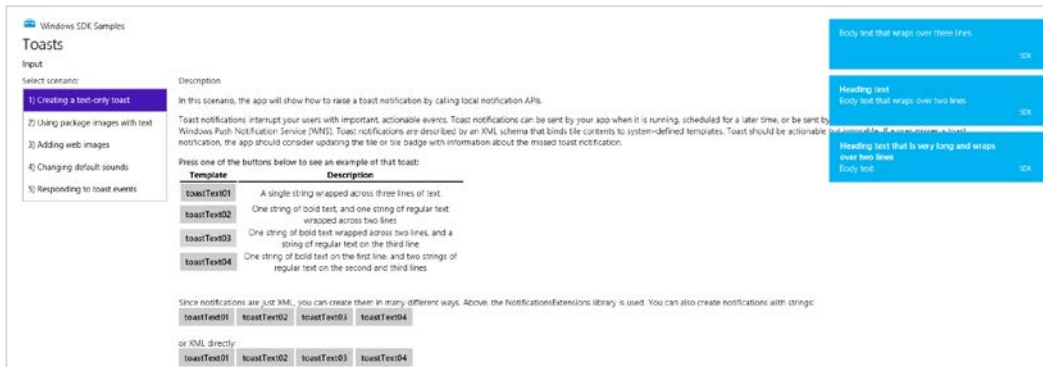 Windows SDK Samples
Toasts
Input
Select scenario:
1) Creating a text-only toast
2) Using package images with text
3) Adding web images
4) Changing default sounds
5) Responding to toast events
Description
In this scenario, the app will show how to raise a toast notification by calling local notification APIs.
Toast notifications interrupt your users with important, actionable events. Toast notifications can be sent by your app when it is running, scheduled for a later time, or be sent by
Windows Push Notification Service (WNS). Toast notifications are described by an XML schema that binds tile contents to system-defined templates. Toast should be actionable
notification, the app should consider updating the tile or tile badge with information about the missed toast notification.
Press one of the buttons below to see an example of that toast:
Template Description
toastText01 A single string wrapped across three lines of text
toastText02 One string of bold text, and one string of regular text
wrapped across two lines
toastText03 One string of bold text wrapped across two lines, and a
string of regular text on the third line
toastText04 One string of bold text on the first line, and two strings of
regular text on the second and third lines
Since notifications are just XML, you can create them in many different ways. Above, the NotificationsExtensions library is used. You can also create notifications with strings:
toastText01 toastText02 toastText03 toastText04
or XML directly:
toastText01 toastText02 toastText03 toastText04
Body text that wraps over three lines
SDK
Heading text
Body text that wraps over two lines
SDK
Heading text that is very long and wraps
over two lines
Body text
SDK